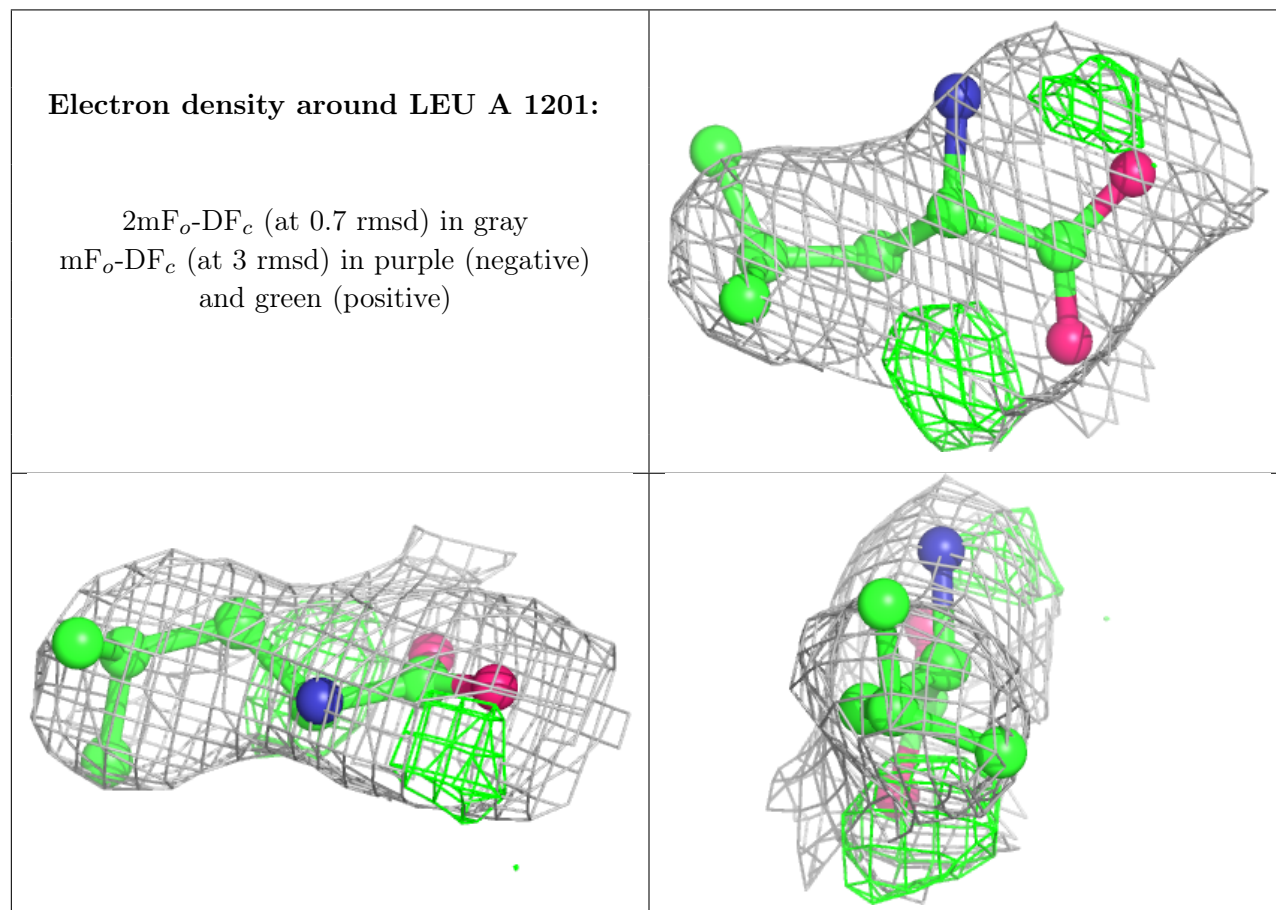 Electron density around LEU A 1201:
2mFo-DFc (at 0.7 rmsd) in gray
mFo-DFc (at 3 rmsd) in purple (negative)
and green (positive)